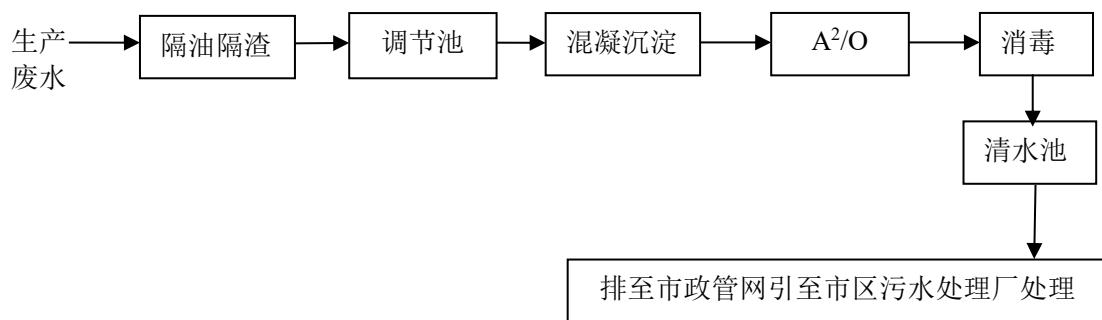 生产
废水
隔油隔渣
调节池
混凝沉淀
A²/O
消毒
清水池
排至市政管网引至市区污水处理厂处理